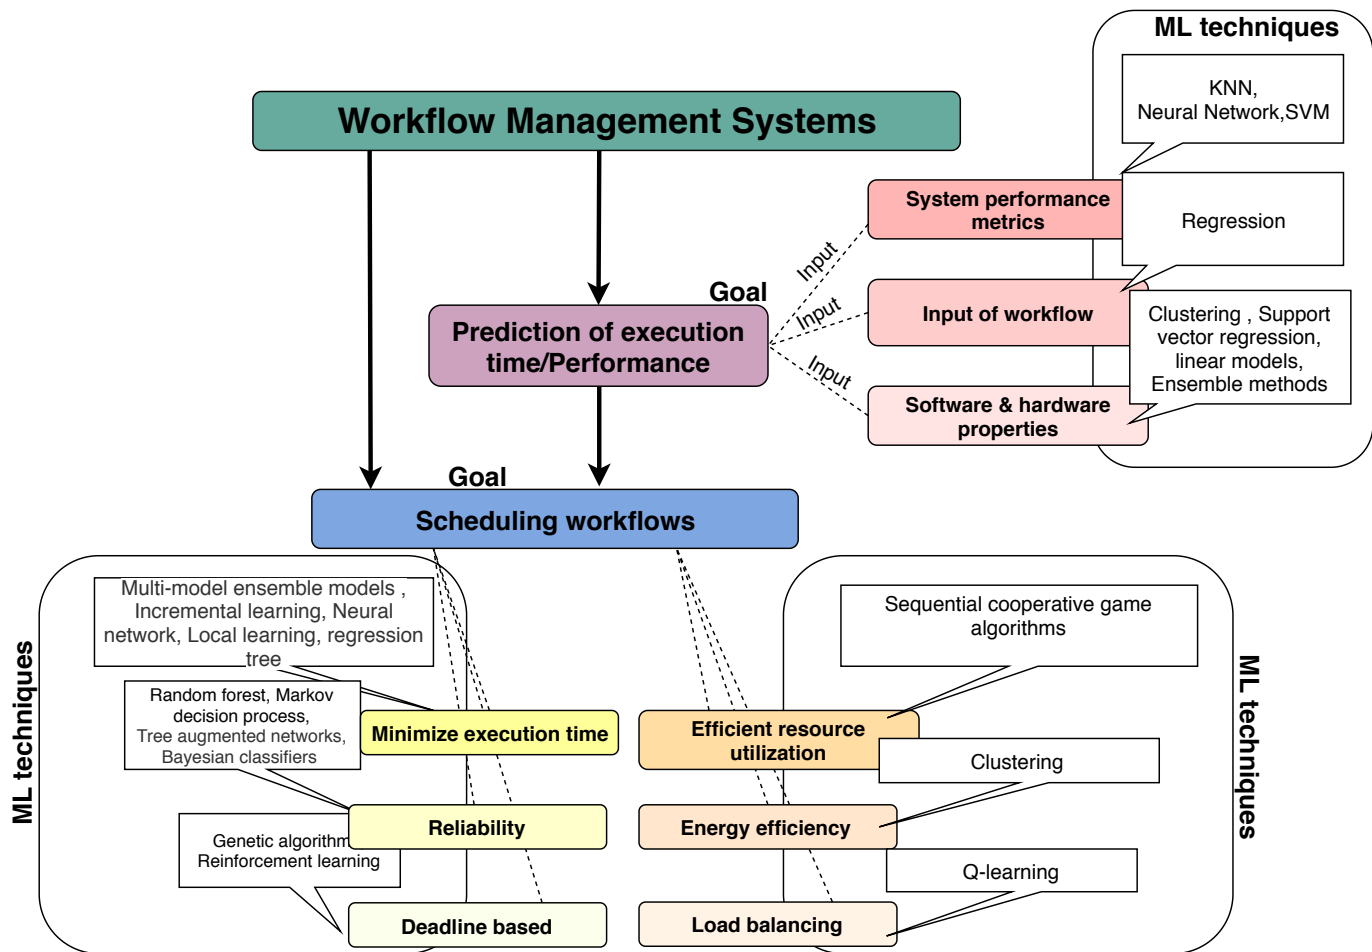 ML techniques
KNN,
Neural Network,SVM
Workflow Management Systems
System performance
metrics
Regression
Input
Goal
Input
Input of workflow
Prediction of execution
time/Performance
Clustering , Support
vector regression,
linear models,
Ensemble methods
Input
Software & hardware
properties
Goal
Scheduling workflows
ML techniques
Multi-model ensemble models ,
Incremental learning, Neural
network, Local learning, regression
tree
Random forest, Markov
decision process,
Tree augmented networks,
Bayesian classifiers
Genetic algorithm
Reinforcement learning
Minimize execution time
Reliability
Deadline based
Sequential cooperative game
algorithms
Efficient resource
utilization
Clustering
Energy efficiency
Q-learning
Load balancing
ML techniques